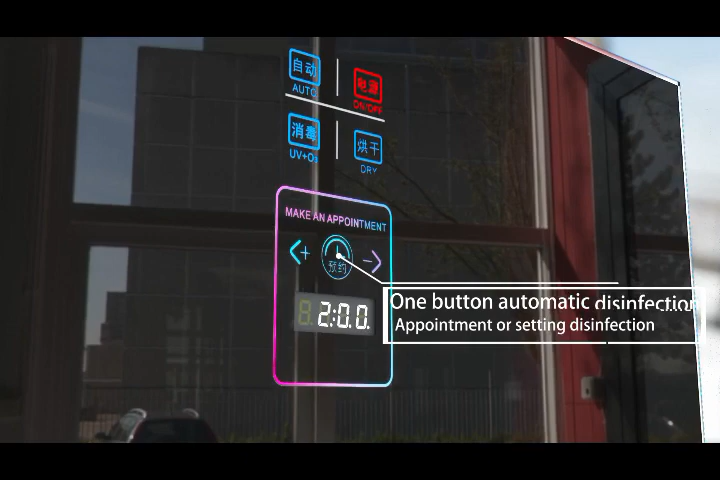 自动
AUTO
电源
ON/OFF
消毒
UV+O₃
烘干
DRY
MAKE AN APPOINTMENT
<+
预约
->
8.2:0.0.
One button automatic disinfection
Appointment or setting disinfection